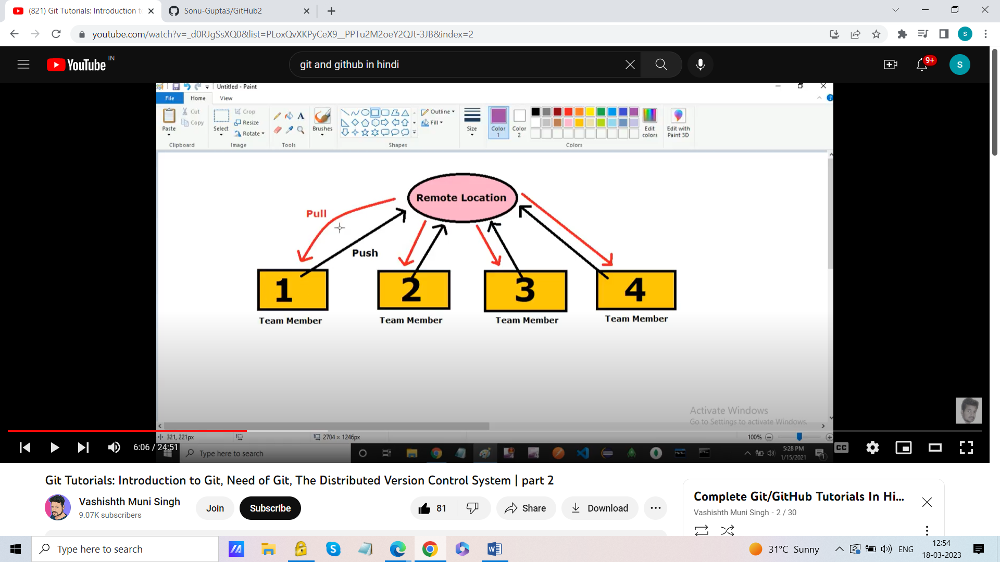 (821) Git Tutorials: Introduction t
Sonu-Gupta3/GitHub2
youtube.com/watch?v=_d0RJgSsXQ0&list=PLoxQvXKPyCeX9__PPTu2M2oeY2QJt-3JB&index=2
S
YouTube IN
git and github in hindi
9+
S
Untitled - Paint
File Home View
Paste Cut Copy
Select Crop Resize Rotate
Brushes
Outline Fill
Size
Color 1
Color 2
Edit colors
Edit with Paint 3D
Clipboard Image Tools Shapes Colors
Remote Location
Pull
Push
1 2 3 4
Team Member Team Member Team Member Team Member
Activate Windows
Go to Settings to activate Windows.
321, 221px 2704 × 1246px 100%
6:06 / 24:51
CC
Type here to search
5:28 PM
1/15/2021
1
Git Tutorials: Introduction to Git, Need of Git, The Distributed Version Control System | part 2
Vashishth Muni Singh
9.07K subscribers
Join Subscribe 81 Share Download
Complete Git/GitHub Tutorials In Hi...
Vashishth Muni Singh - 2 / 30
Type here to search
31°C Sunny
ENG
12:54
18-03-2023